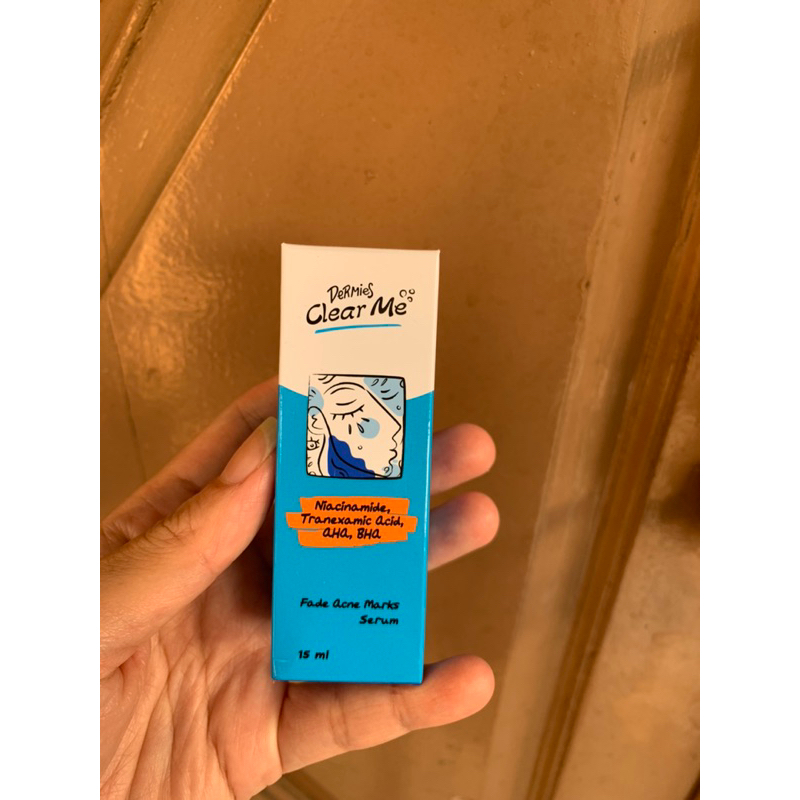 DeRMieS
Clear Me
Niacinamide,
Tranexamic Acid,
AHA, BHA
Fade Acne Marks
Serum
15 ml